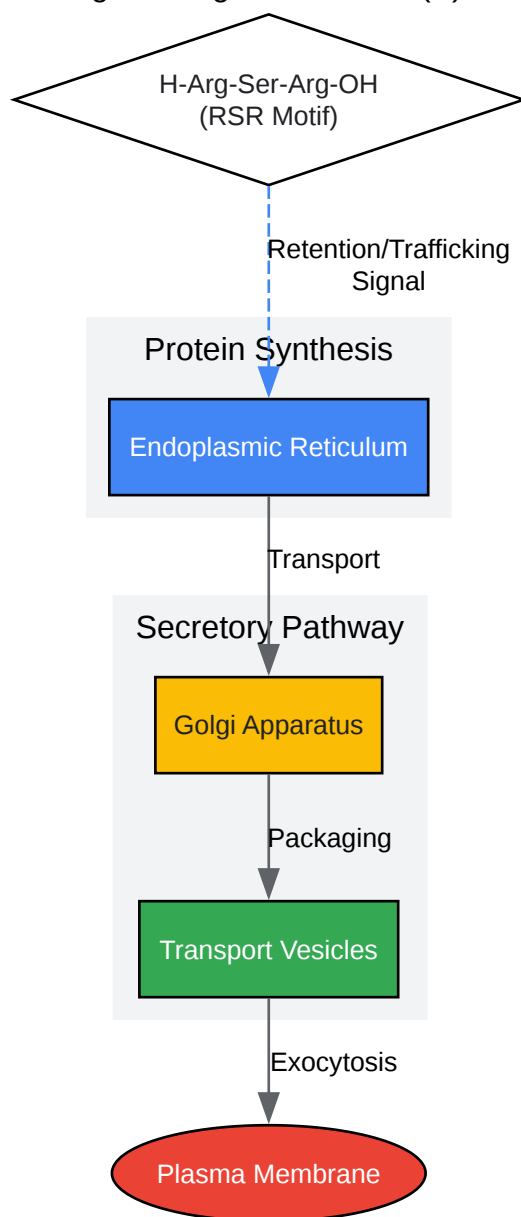 H-Arg-Ser-Arg-OH
(RSR Motif)
Retention/Trafficking
Signal
Protein Synthesis
Endoplasmic Reticulum
Transport
Secretory Pathway
Golgi Apparatus
Packaging
Transport Vesicles
Exocytosis
Plasma Membrane